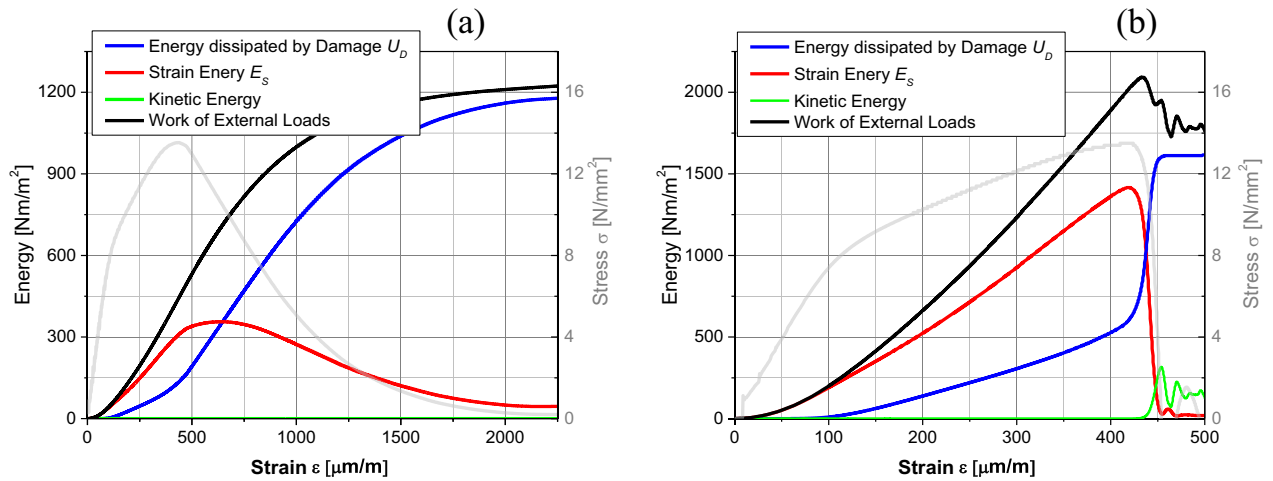 (a)
Energy dissipated by Damage U_D
Strain Enery E_S
Kinetic Energy
Work of External Loads
1200
900
600
300
0
Energy [Nm/m²]
16
12
8
4
0
Stress σ [N/mm²]
0
500
1000
1500
2000
Strain ε [μm/m]
(b)
Energy dissipated by Damage U_D
Strain Enery E_S
Kinetic Energy
Work of External Loads
2000
1500
1000
500
0
Energy [Nm/m²]
16
12
8
4
0
Stress σ [N/mm²]
0
100
200
300
400
500
Strain ε [μm/m]